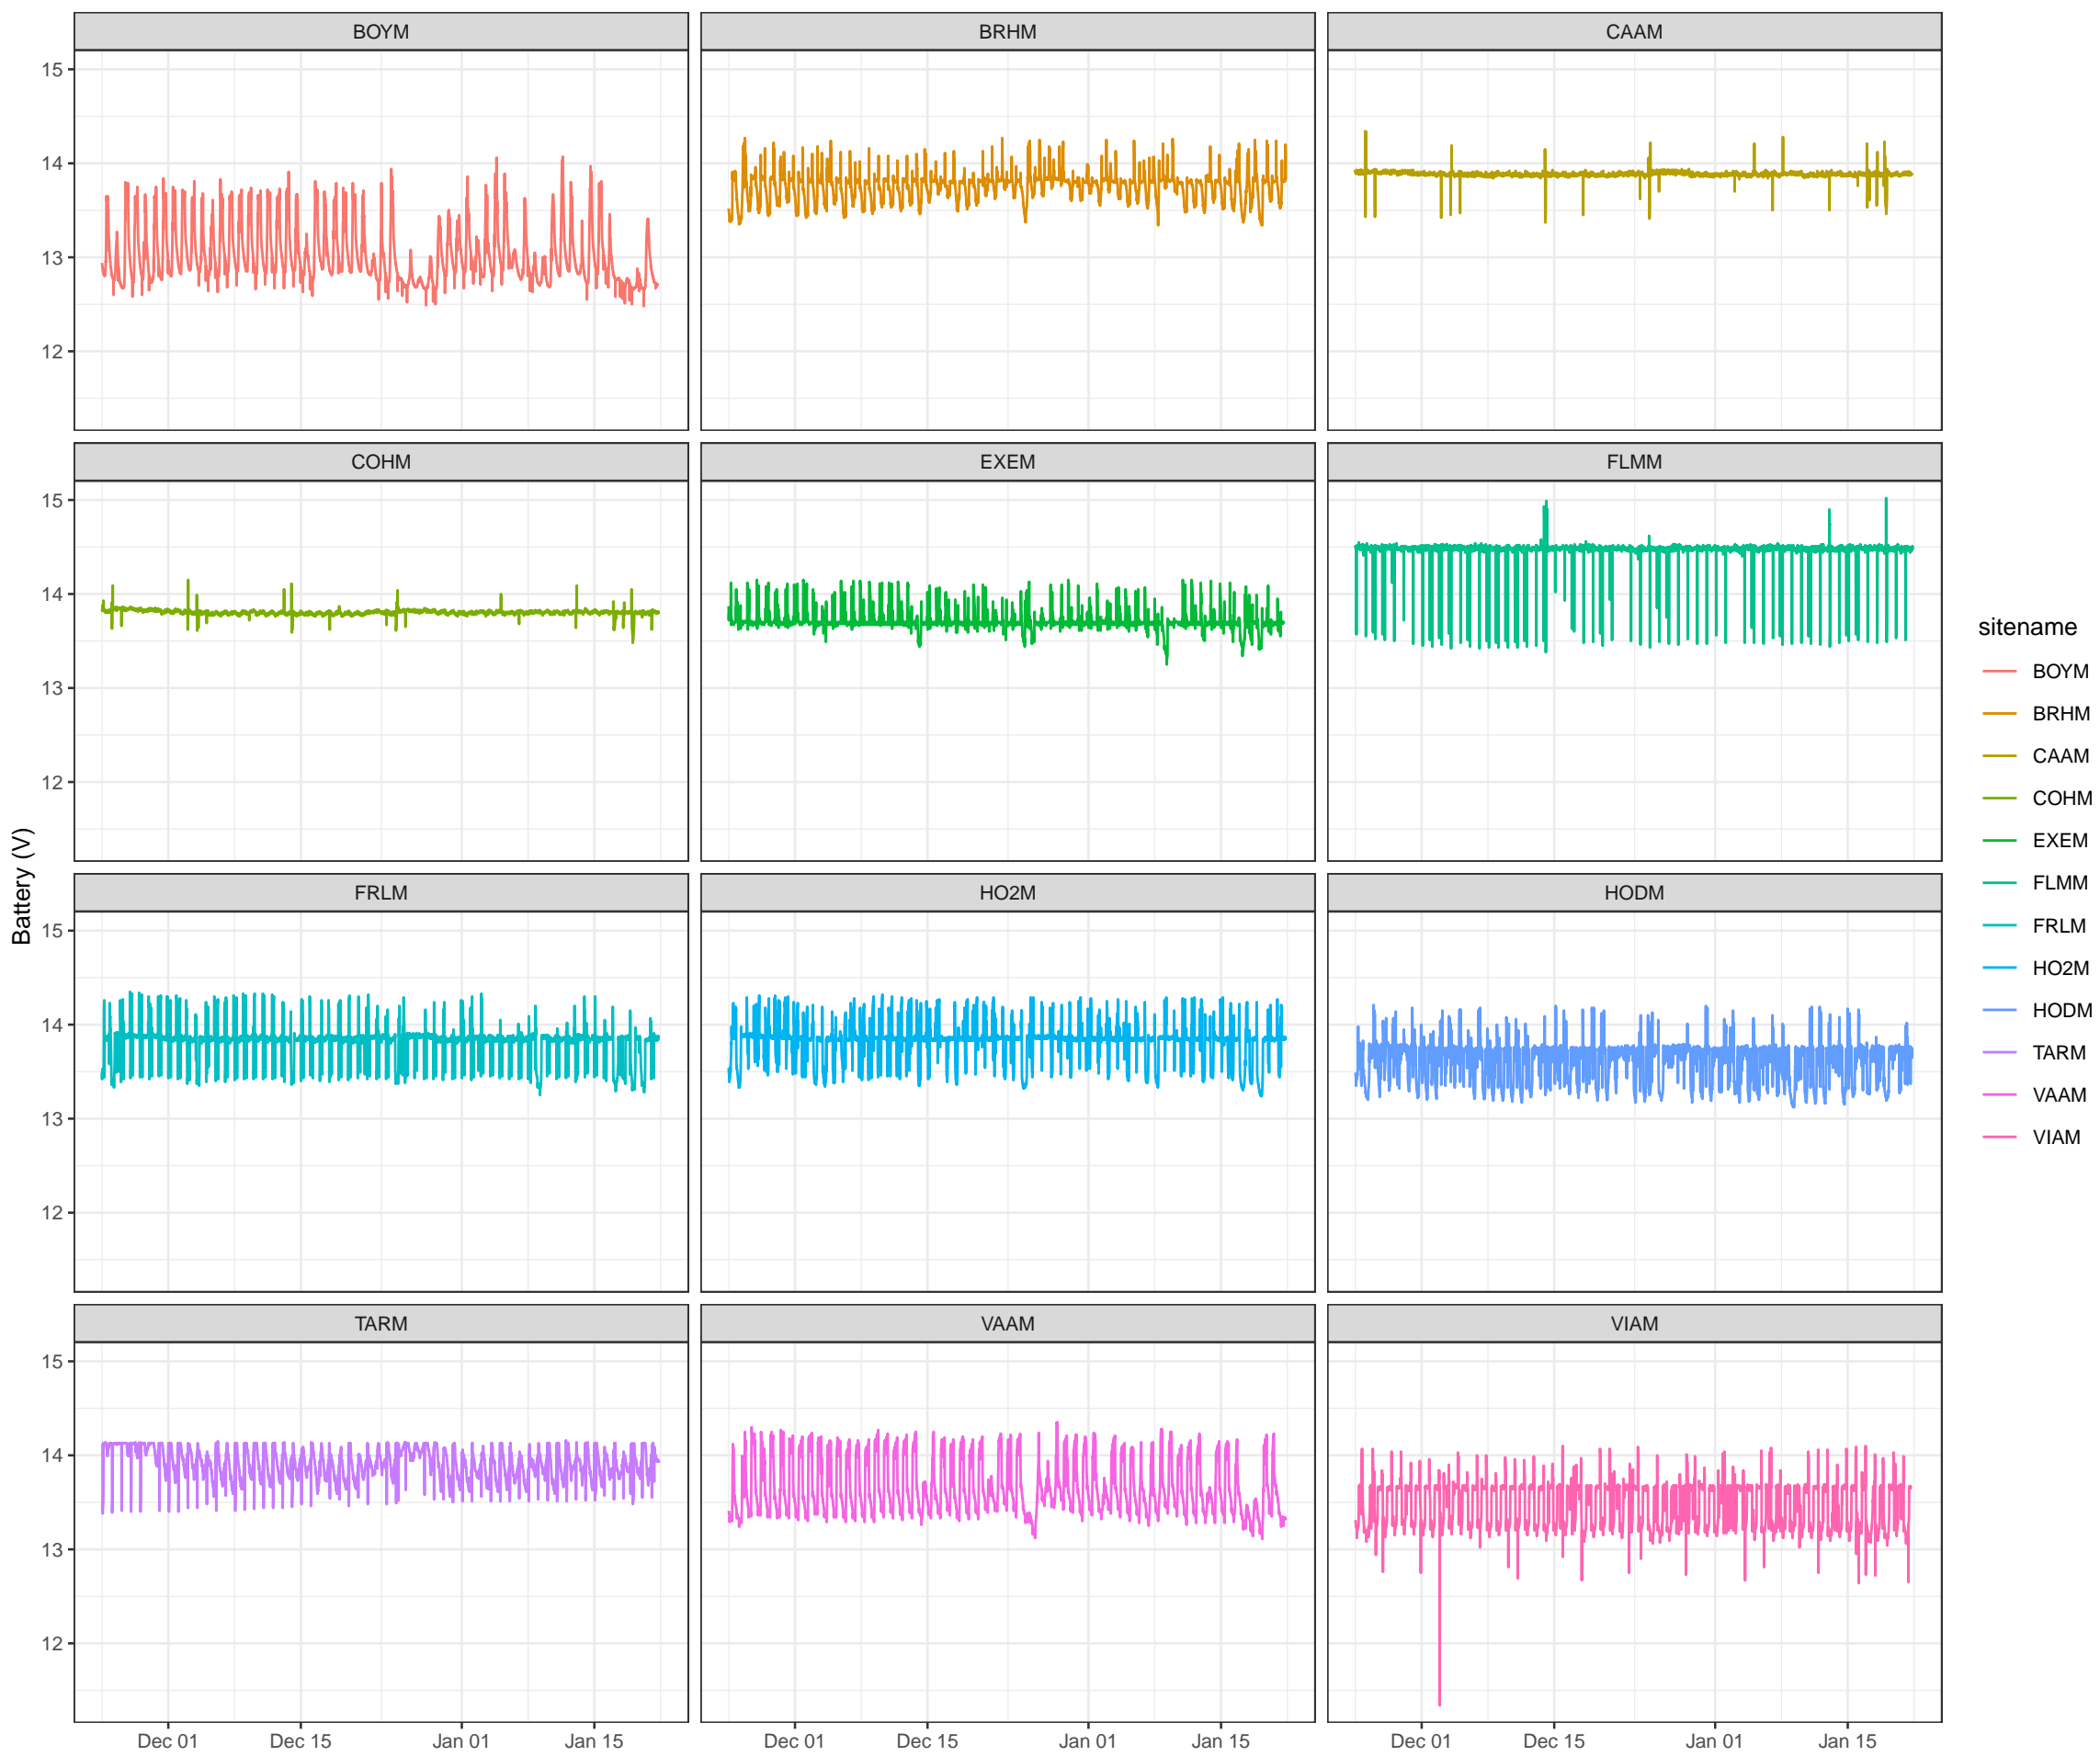 BOYM BRHM CAAM
15
14
13
12
COHM EXEM FLMM
15
14
13
12
FRLM HO2M HODM
15
14
13
12
TARM VAAM VIAM
15
14
13
12
Dec 01 Dec 15 Jan 01 Jan 15 Dec 01 Dec 15 Jan 01 Jan 15 Dec 01 Dec 15 Jan 01 Jan 15
Battery (V)
sitename
BOYM
BRHM
CAAM
COHM
EXEM
FLMM
FRLM
HO2M
HODM
TARM
VAAM
VIAM